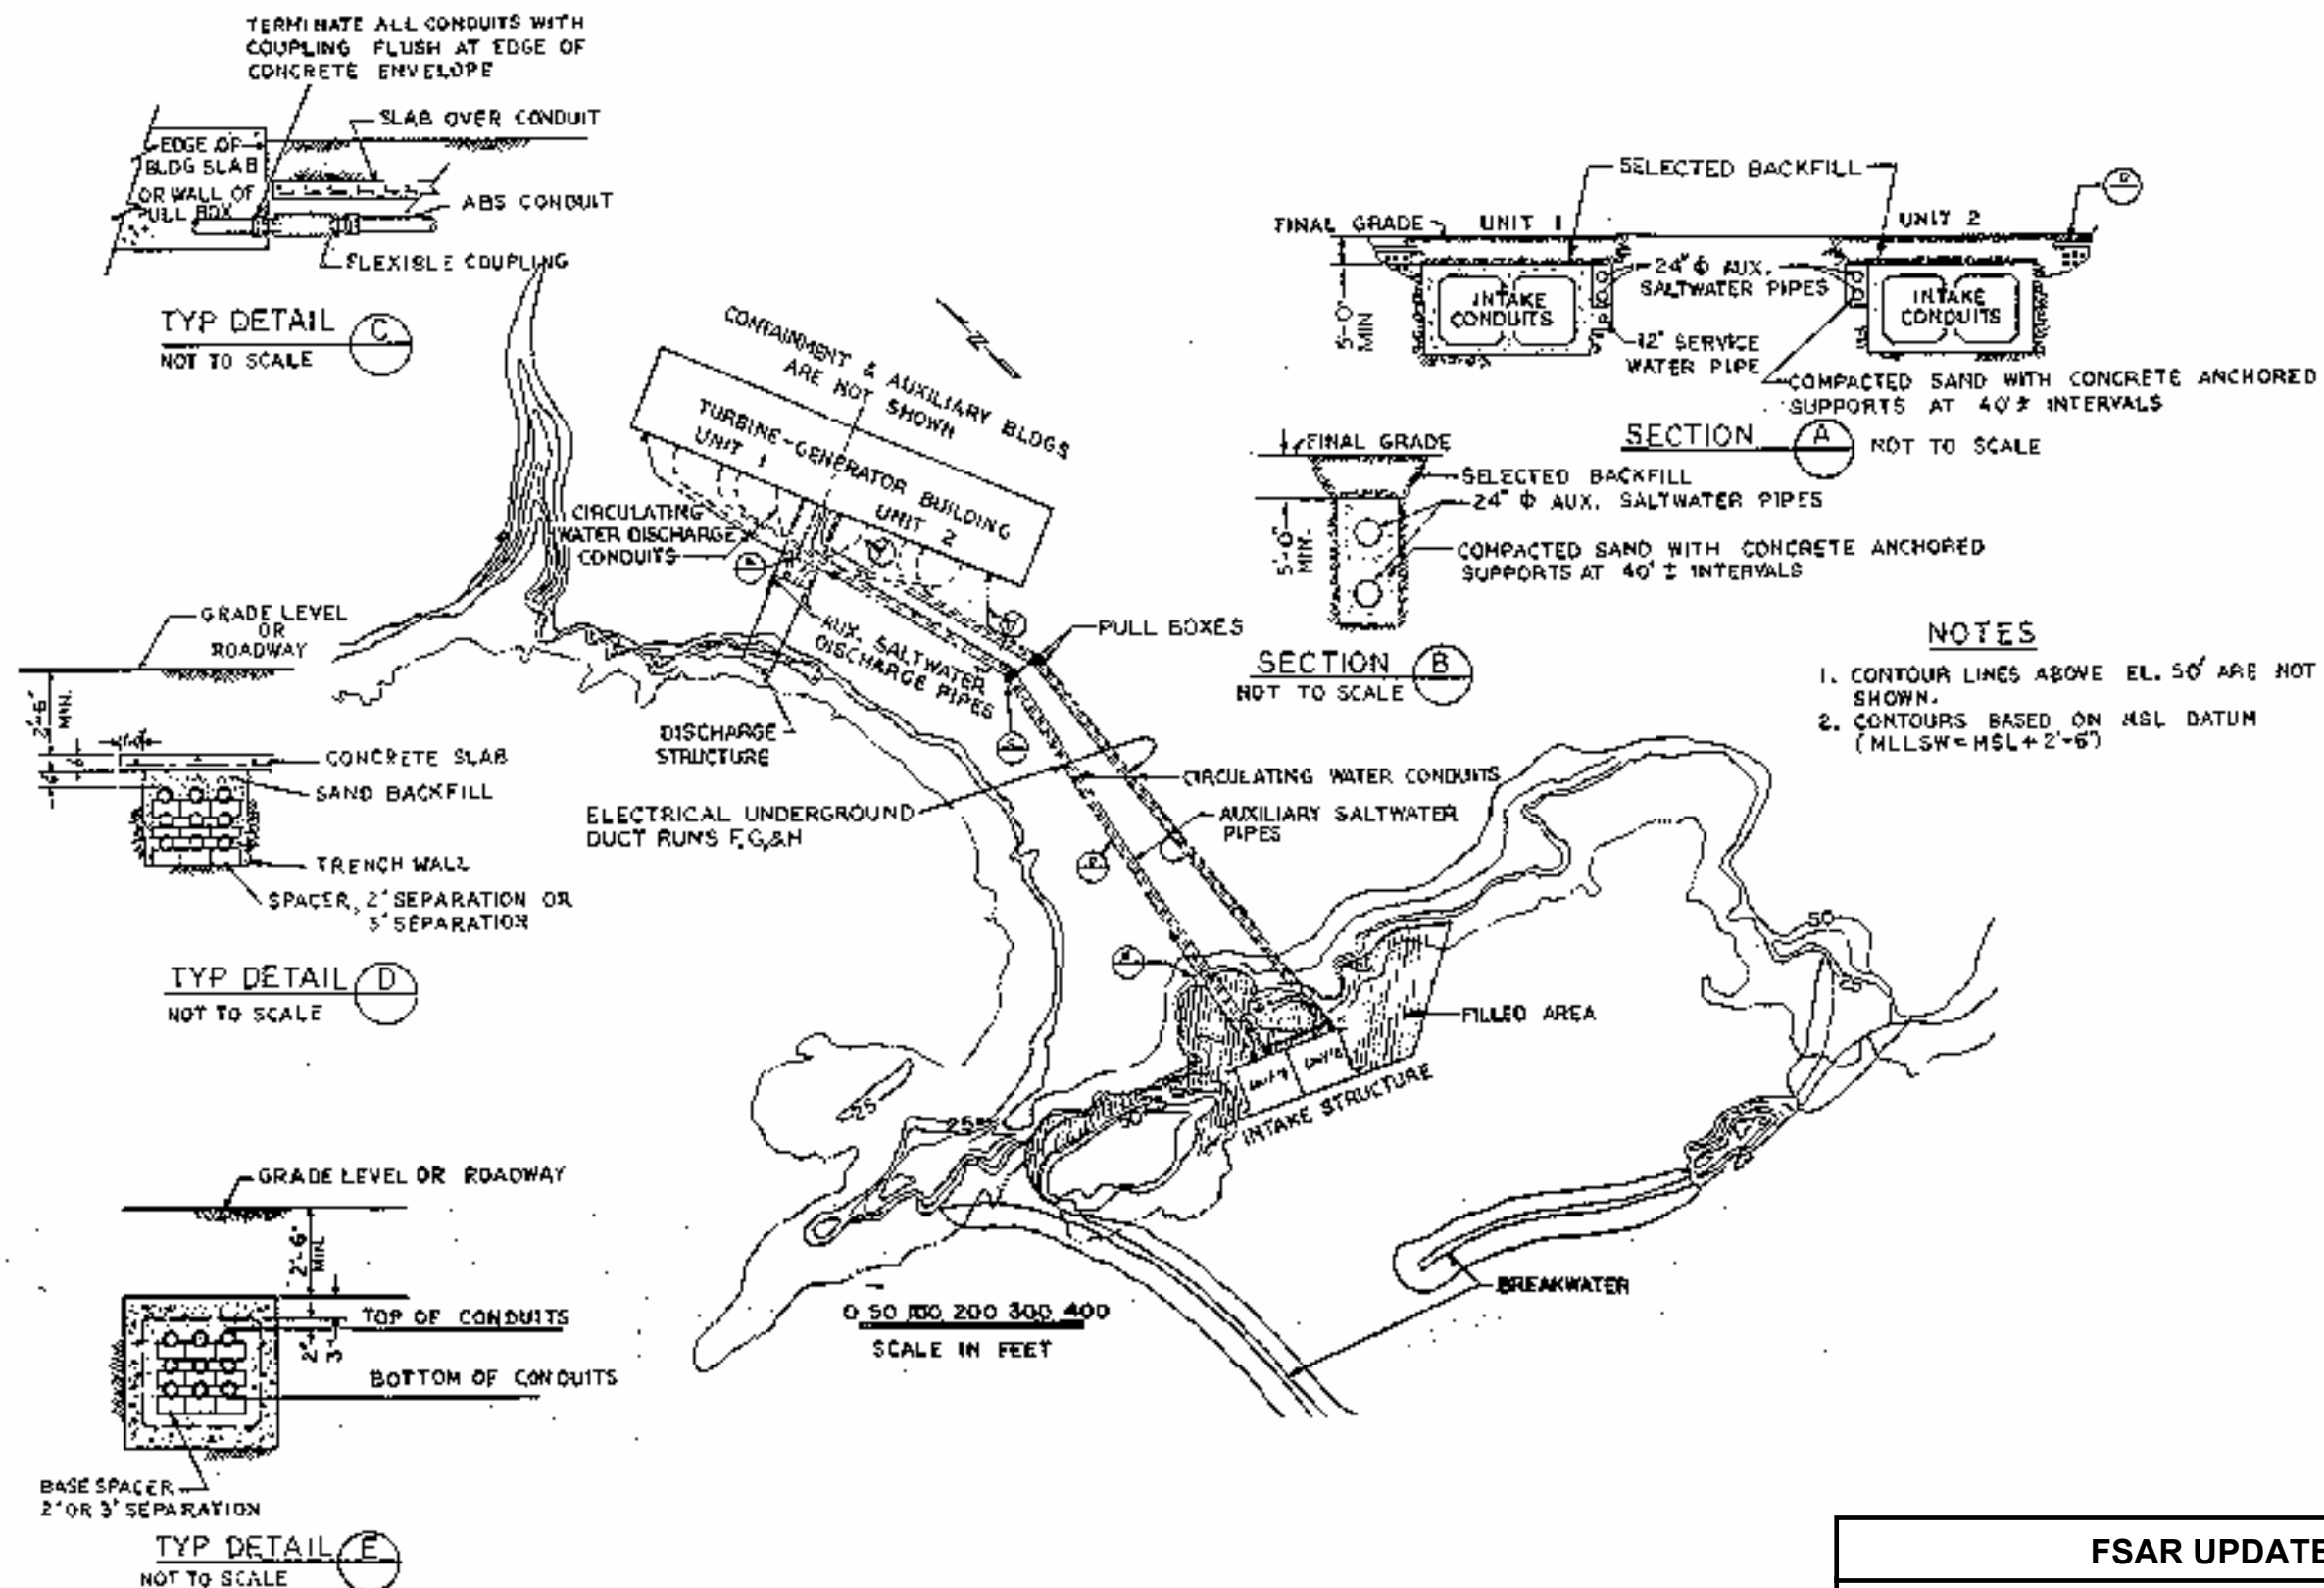 TERMINATE ALL CONDUITS WITH
COUPLING FLUSH AT EDGE OF
CONCRETE ENVELOPE
SLAB OVER CONDUIT
EDGE OF
BLDG SLAB
OR WALL OF
PULL BOX
ABS CONDUIT
FLEXIBLE COUPLING
TYP DETAIL C
NOT TO SCALE
CONTAINMENT & AUXILIARY BLDGS
ARE NOT SHOWN
TURBINE-GENERATOR BUILDING
UNIT 1
UNIT 2
CIRCULATING
WATER DISCHARGE
CONDUITS
AUX. SALTWATER
DISCHARGE PIPES
PULL BOXES
DISCHARGE
STRUCTURE
SELECTED BACKFILL
FINAL GRADE
UNIT 1
UNIT 2
5'-0"
MIN
INTAKE
CONDUITS
24" Φ AUX.
SALTWATER PIPES
INTAKE
CONDUITS
12" SERVICE
WATER PIPE
COMPACTED SAND WITH CONCRETE ANCHORED
SUPPORTS AT 40'± INTERVALS
SECTION A NOT TO SCALE
FINAL GRADE
SELECTED BACKFILL
24" Φ AUX. SALTWATER PIPES
5'-0"
MIN.
COMPACTED SAND WITH CONCRETE ANCHORED
SUPPORTS AT 40' ± INTERVALS
SECTION B
NOT TO SCALE
NOTES
1. CONTOUR LINES ABOVE EL. 50' ARE NOT
SHOWN.
2. CONTOURS BASED ON MSL DATUM
(MLLSW = MSL + 2'-6")
GRADE LEVEL
OR
ROADWAY
2'-6"
MIN.
CONCRETE SLAB
SAND BACKFILL
TRENCH WALL
SPACER, 2" SEPARATION OR
3" SEPARATION
TYP DETAIL D
NOT TO SCALE
ELECTRICAL UNDERGROUND
DUCT RUNS F,G,&H
CIRCULATING WATER CONDUITS
AUXILIARY SALTWATER
PIPES
50
25
FILLED AREA
INTAKE STRUCTURE
25
25
50
BREAKWATER
0 50 100 200 300 400
SCALE IN FEET
GRADE LEVEL OR ROADWAY
2'-6"
MIN.
TOP OF CONDUITS
2"
3"
BOTTOM OF CONDUITS
BASE SPACER
2" OR 3" SEPARATION
TYP DETAIL E
NOT TO SCALE
FSAR UPDATE